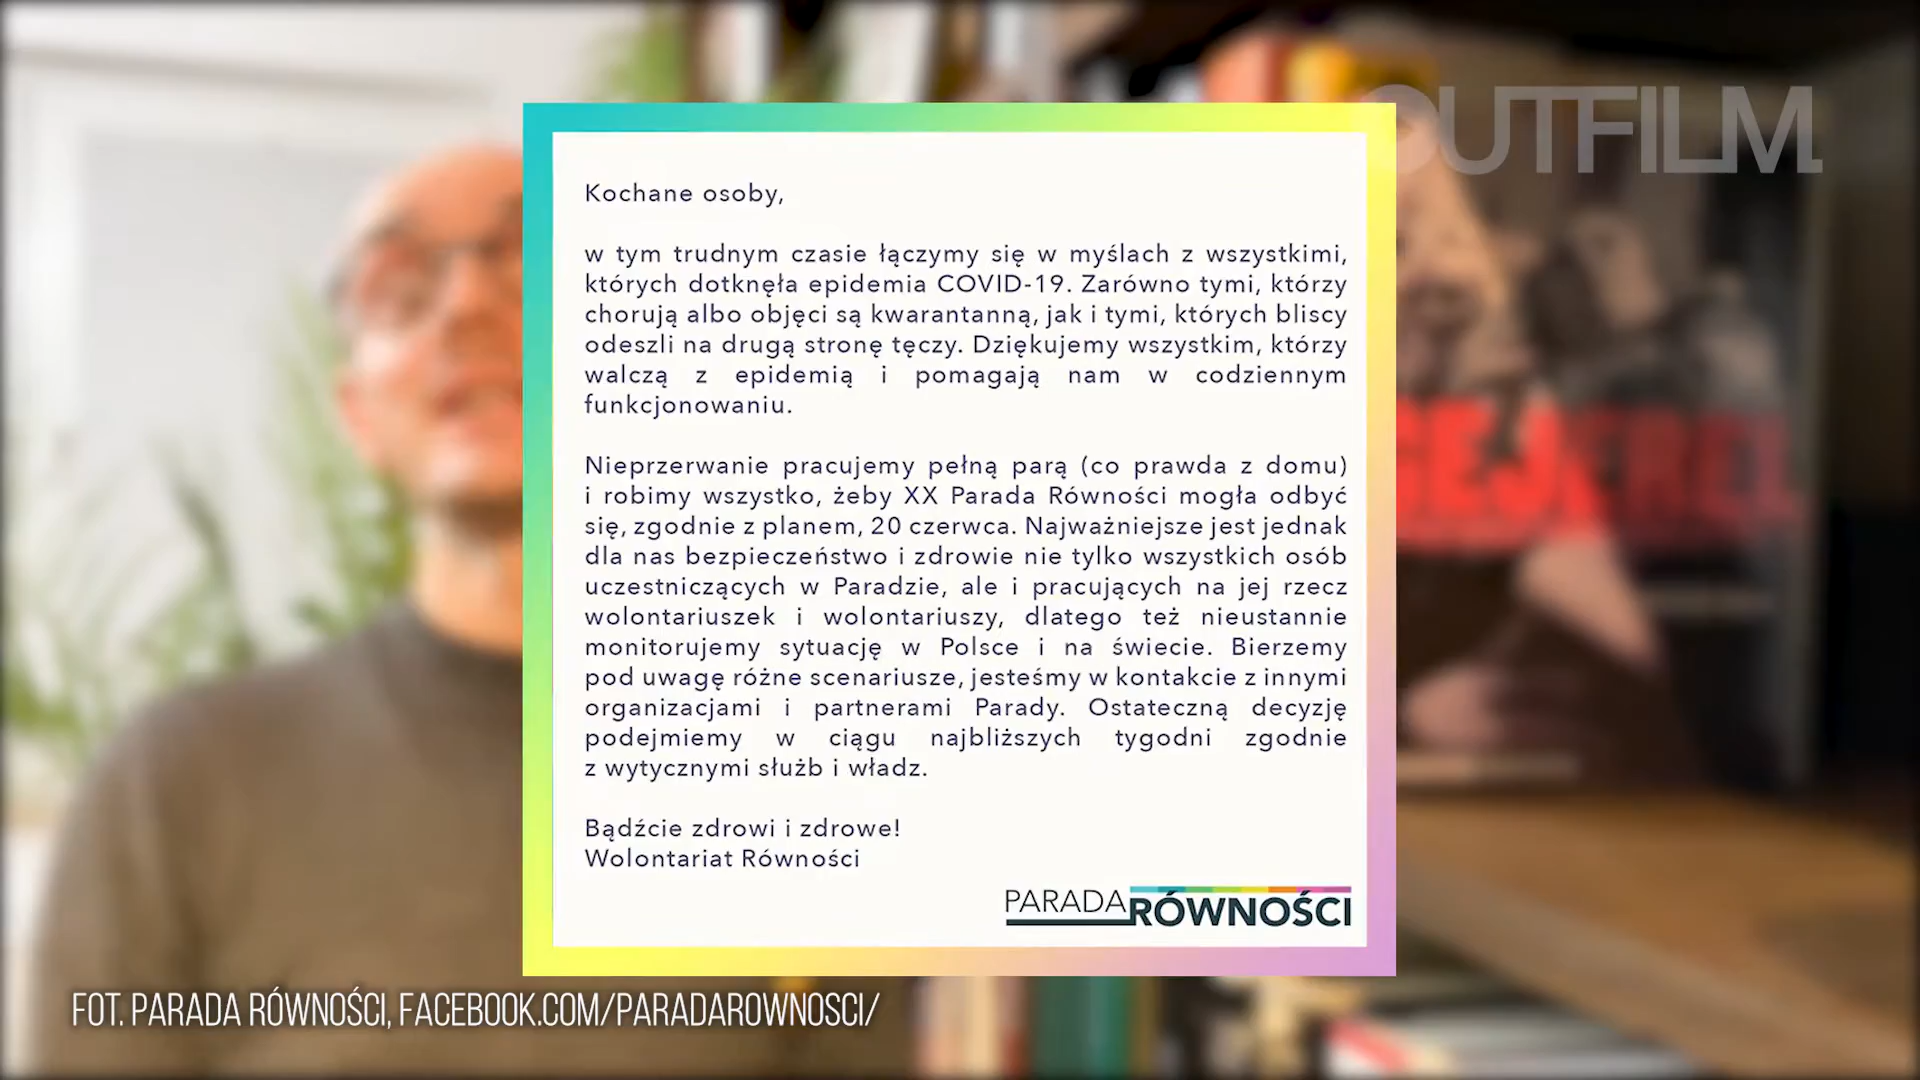 OUTFILM.
Kochane osoby,
w tym trudnym czasie łączymy się w myślach z wszystkimi,
których dotknęła epidemia COVID-19. Zarówno tymi, którzy
chorują albo objęci są kwarantanną, jak i tymi, których bliscy
odeszli na drugą stronę tęczy. Dziękujemy wszystkim, którzy
walczą z epidemią i pomagają nam w codziennym
funkcjonowaniu.
Nieprzerwanie pracujemy pełną parą (co prawda z domu)
i robimy wszystko, żeby XX Parada Równości mogła odbyć
się, zgodnie z planem, 20 czerwca. Najważniejsze jest jednak
dla nas bezpieczeństwo i zdrowie nie tylko wszystkich osób
uczestniczących w Paradzie, ale i pracujących na jej rzecz
wolontariuszek i wolontariuszy, dlatego też nieustannie
monitorujemy sytuację w Polsce i na świecie. Bierzemy
pod uwagę różne scenariusze, jesteśmy w kontakcie z innymi
organizacjami i partnerami Parady. Ostateczną decyzję
podejmiemy w ciągu najbliższych tygodni zgodnie
z wytycznymi służb i władz.
Bądźcie zdrowi i zdrowe!
Wolontariat Równości
PARADA RÓWNOŚCI
FOT. PARADA RÓWNOŚCI, FACEBOOK.COM/PARADAROWNOSCI/